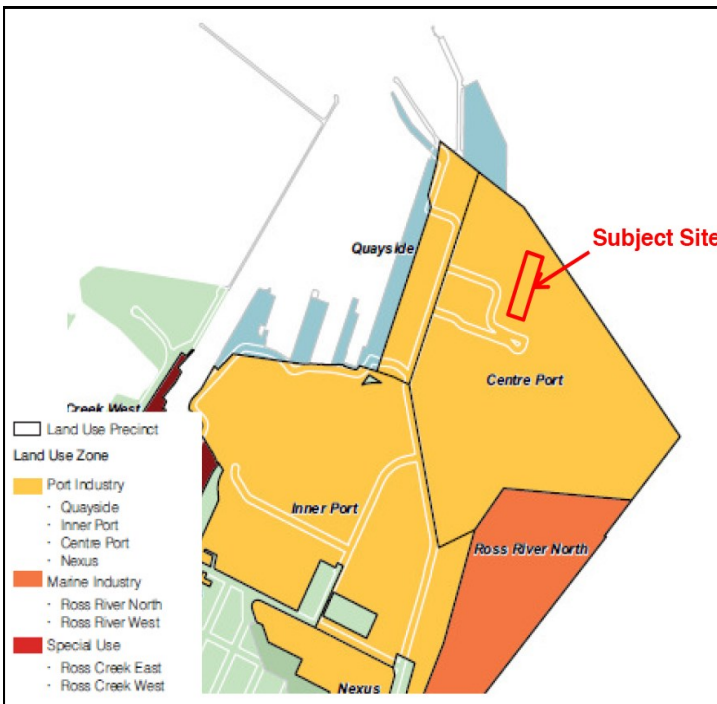 Subject Site
Quayside
Centre Port
Creek West
Inner Port
Ross River North
Nexus
Land Use Precinct
Land Use Zone
Port Industry
· Quayside
· Inner Port
· Centre Port
· Nexus
Marine Industry
· Ross River North
· Ross River West
Special Use
· Ross Creek East
· Ross Creek West